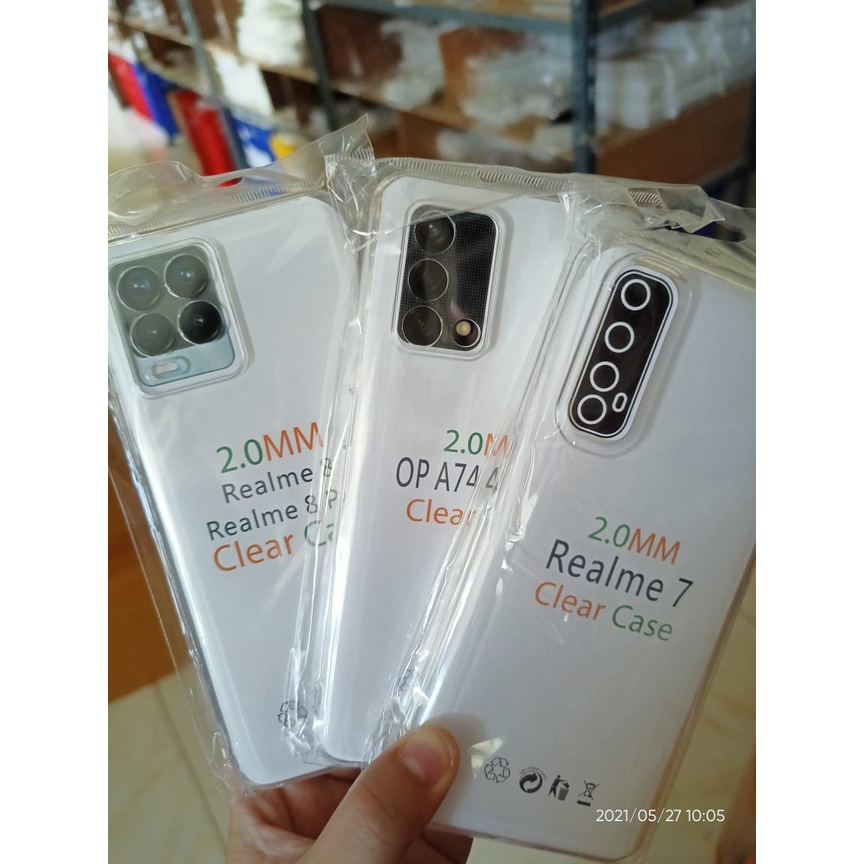 2.0MM
Realme 8
Realme 8 P
Clear Ca
2.0M
OP A74 4
Clear
2.0MM
Realme 7
Clear Case
2021/05/27 10:05